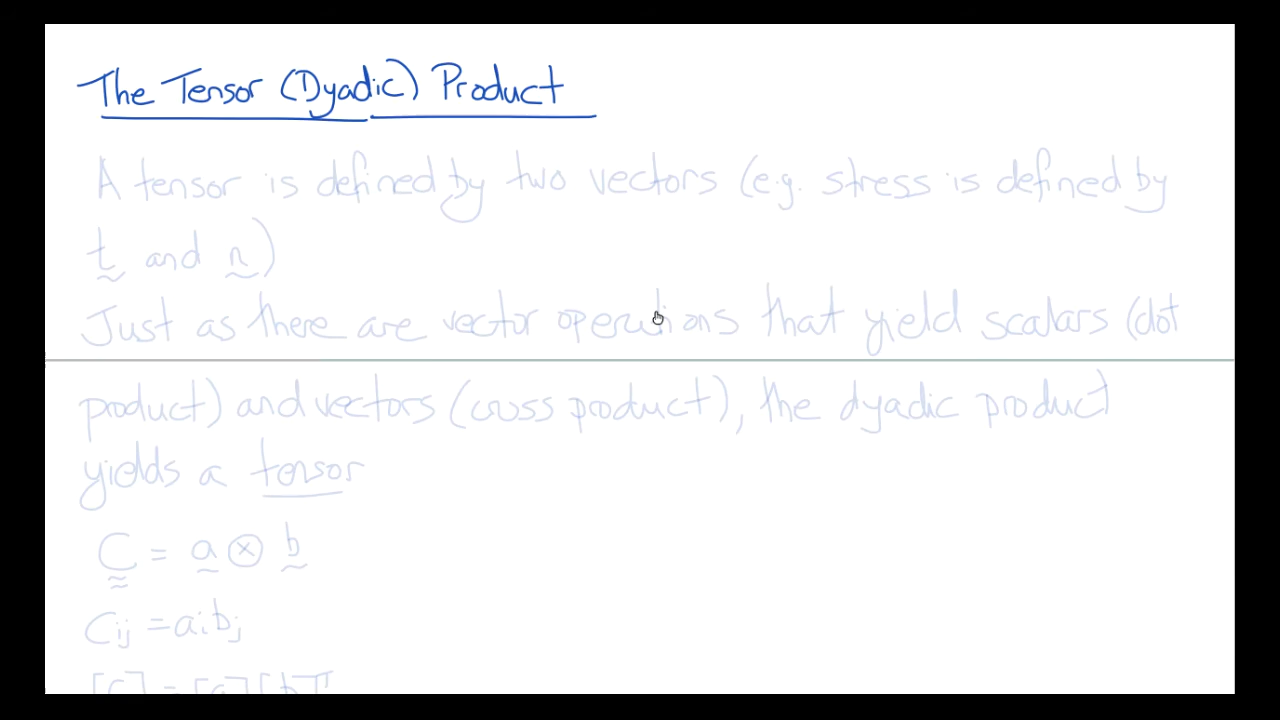 The Tensor (Dyadic) Product
A tensor is defined by two vectors (e.g. stress is defined by
t and n)
Just as there are vector operations that yield scalars (dot
product) and vectors (cross product), the dyadic product
yields a tensor
C = a ⊗ b
Cij = aibj
[C] = [a][b]T